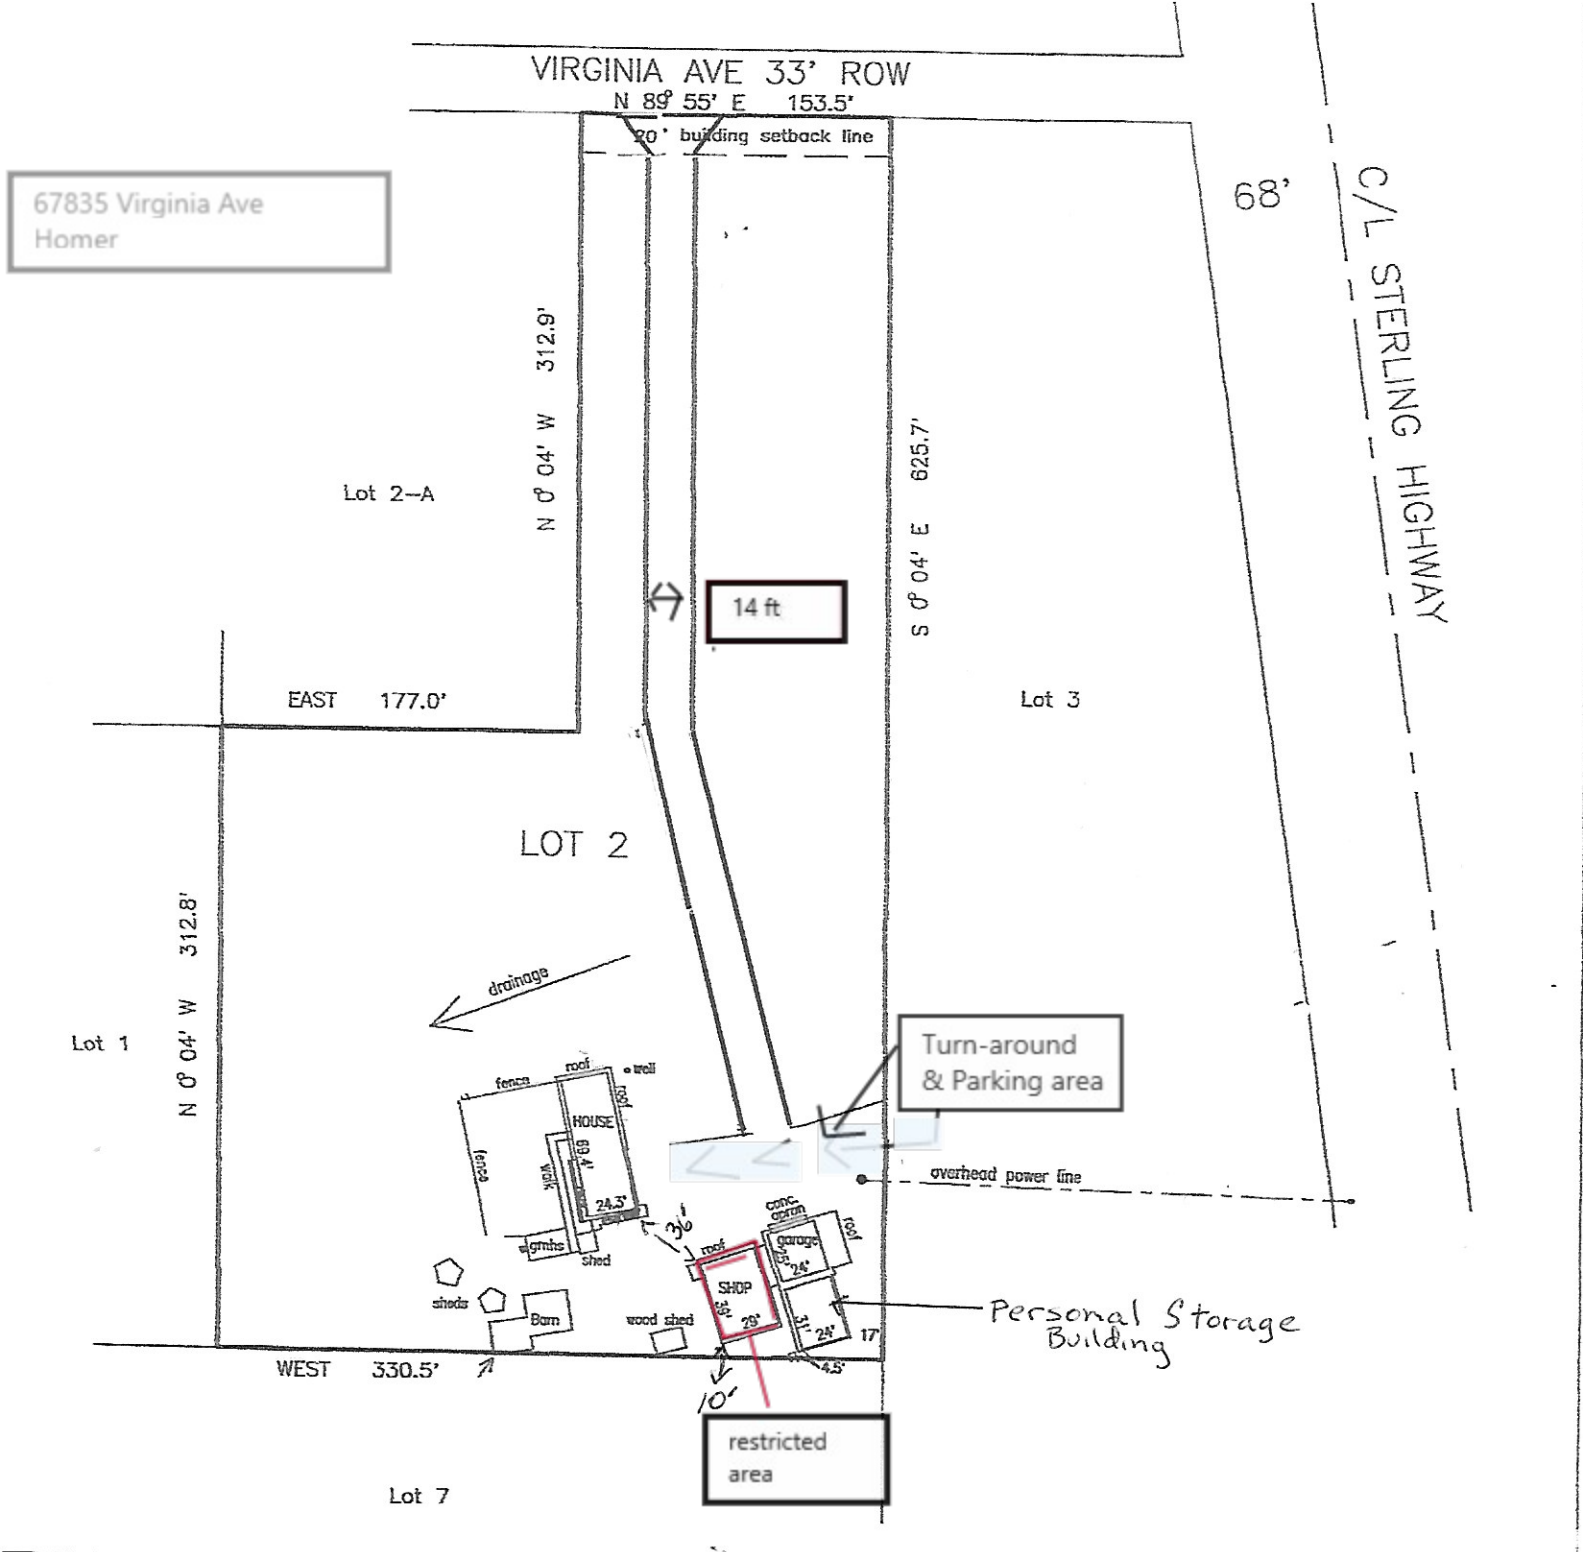 VIRGINIA AVE 33' ROW
N 89° 55' E 153.5'
20' building setback line
67835 Virginia Ave
Homer
68'
C/L STERLING HIGHWAY
N 0° 04' W 312.9'
S 0° 04' E 625.7'
Lot 2-A
14 ft
EAST 177.0'
Lot 3
LOT 2
N 0° 04' W 312.8'
drainage
Lot 1
Turn-around
& Parking area
roof
well
fence
roof
HOUSE
69.4'
fence
walk
24.3'
overhead power line
36'
conc.
apron
roof
garage
24'
grnhs
shed
roof
SHOP
39'
29'
sheds
Barn
wood shed
31'
24'
17'
Personal Storage
Building
4.5'
WEST 330.5'
10'
restricted
area
Lot 7